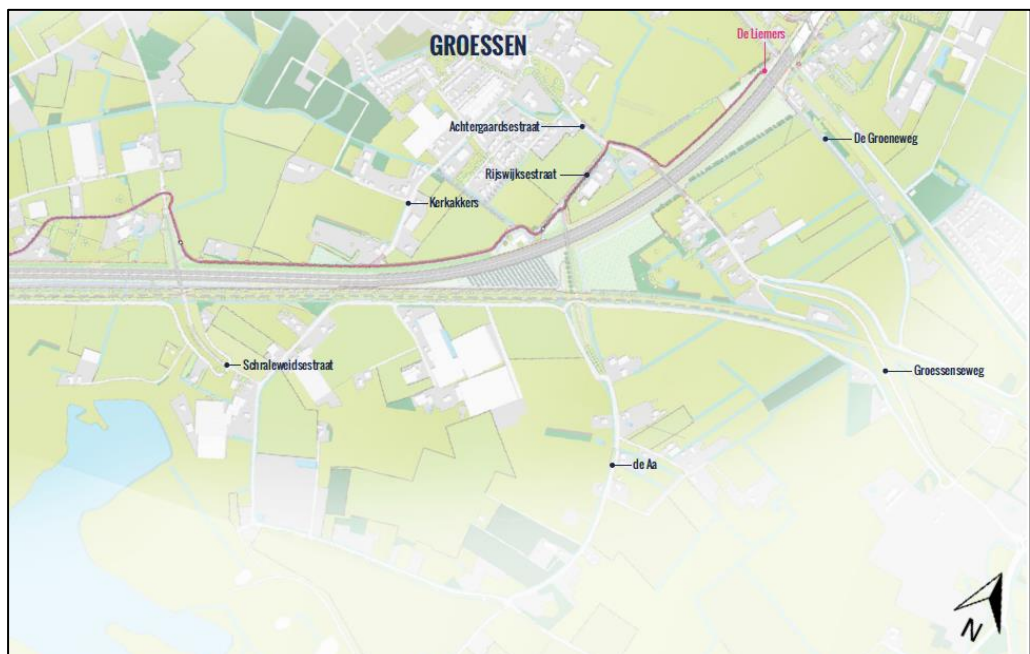 GROESSEN
De Liemers
Achtergaardsestraat
De Groeneweg
Rijswijksestraat
Kerkakkers
Schraleweidsestraat
Groessenseweg
de Aa
N